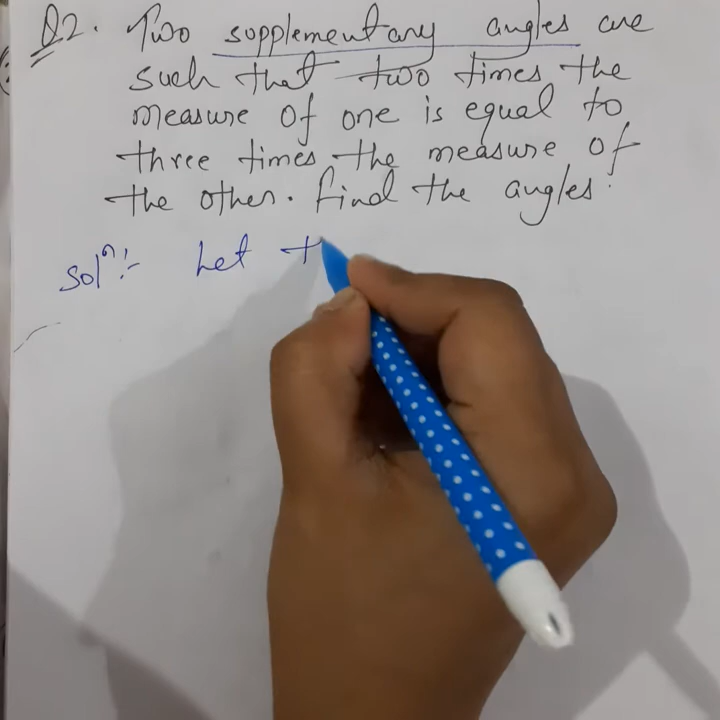 Q2. Two supplementary angles are
such that two times the
measure of one is equal to
three times the measure of
the other. Find the angles.
Solⁿ:- Let t